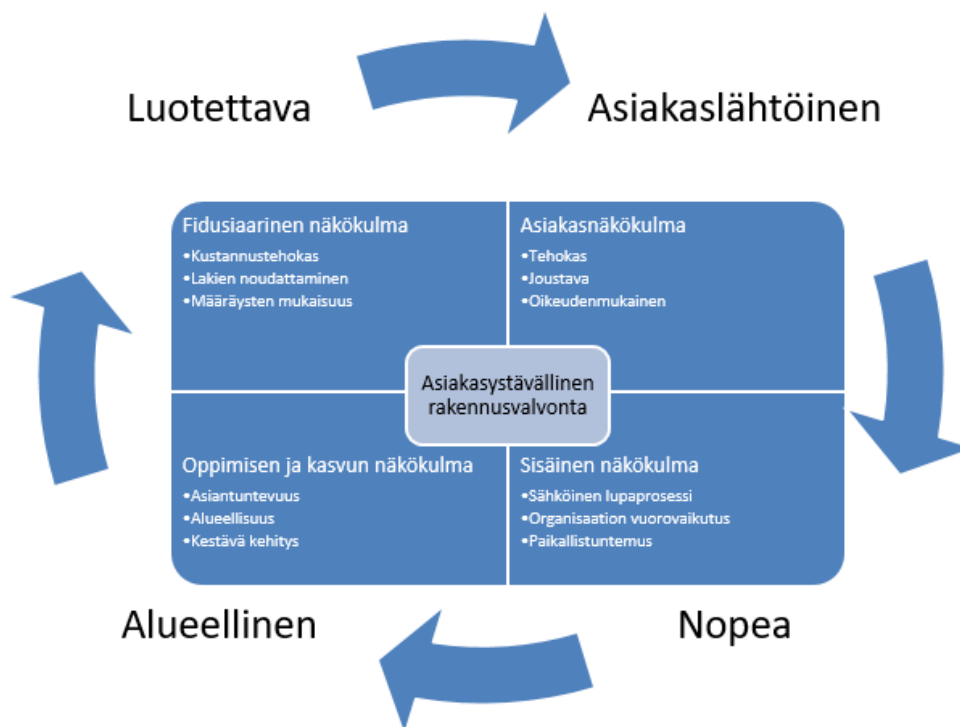 Luotettava
Asiakaslähtöinen
Fidusiaarinen näkökulma
•Kustannustehokas
•Lakien noudattaminen
•Määräysten mukaisuus
Asiakasnäkökulma
•Tehokas
•Joustava
•Oikeudenmukainen
Asiakasystävällinen
rakennusvalvonta
Oppimisen ja kasvun näkökulma
•Asiantuntevuus
•Alueellisuus
•Kestävä kehitys
Sisäinen näkökulma
•Sähköinen lupaprosessi
•Organisaation vuorovaikutus
•Paikallistuntemus
Alueellinen
Nopea